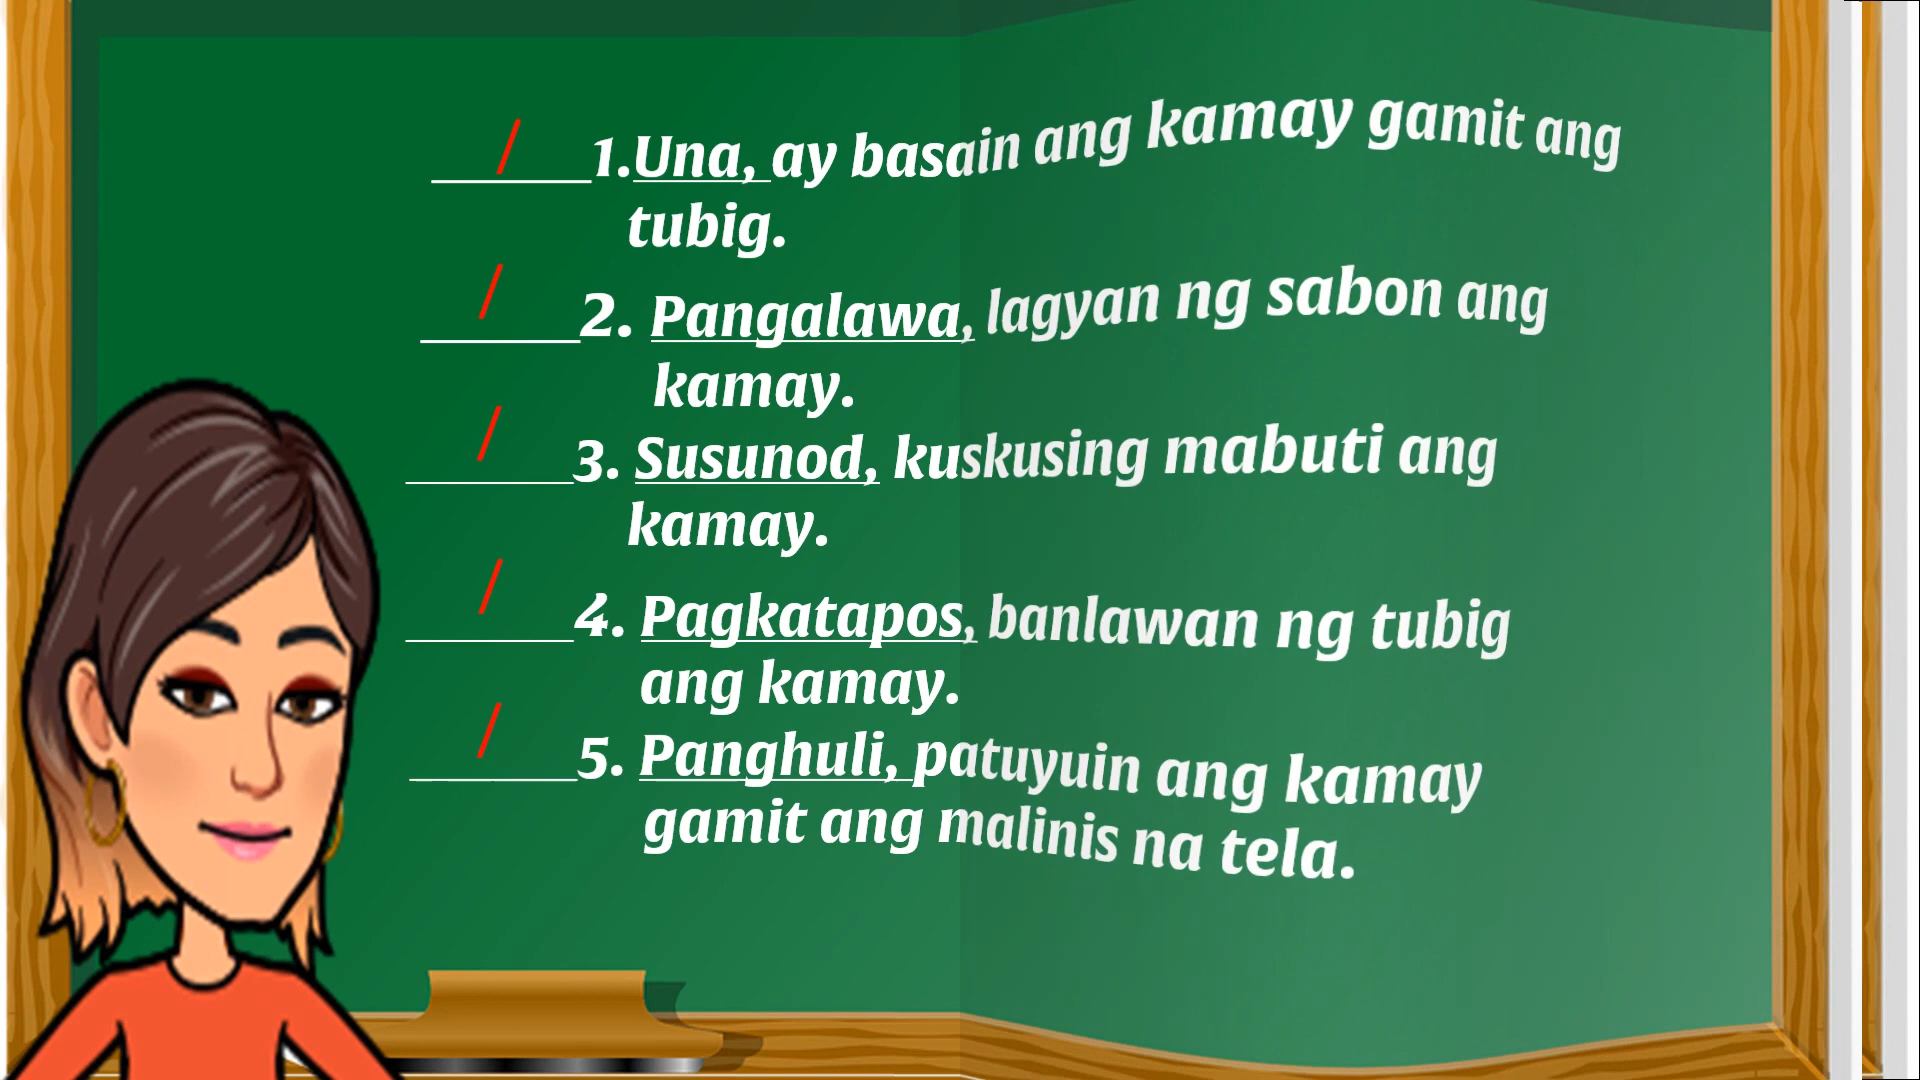 / 1.Una, ay basain ang kamay gamit ang
tubig.
/ 2. Pangalawa, lagyan ng sabon ang
kamay.
/ 3. Susunod, kuskusing mabuti ang
kamay.
/ 4. Pagkatapos, banlawan ng tubig
ang kamay.
/ 5. Panghuli, patuyuin ang kamay
gamit ang malinis na tela.